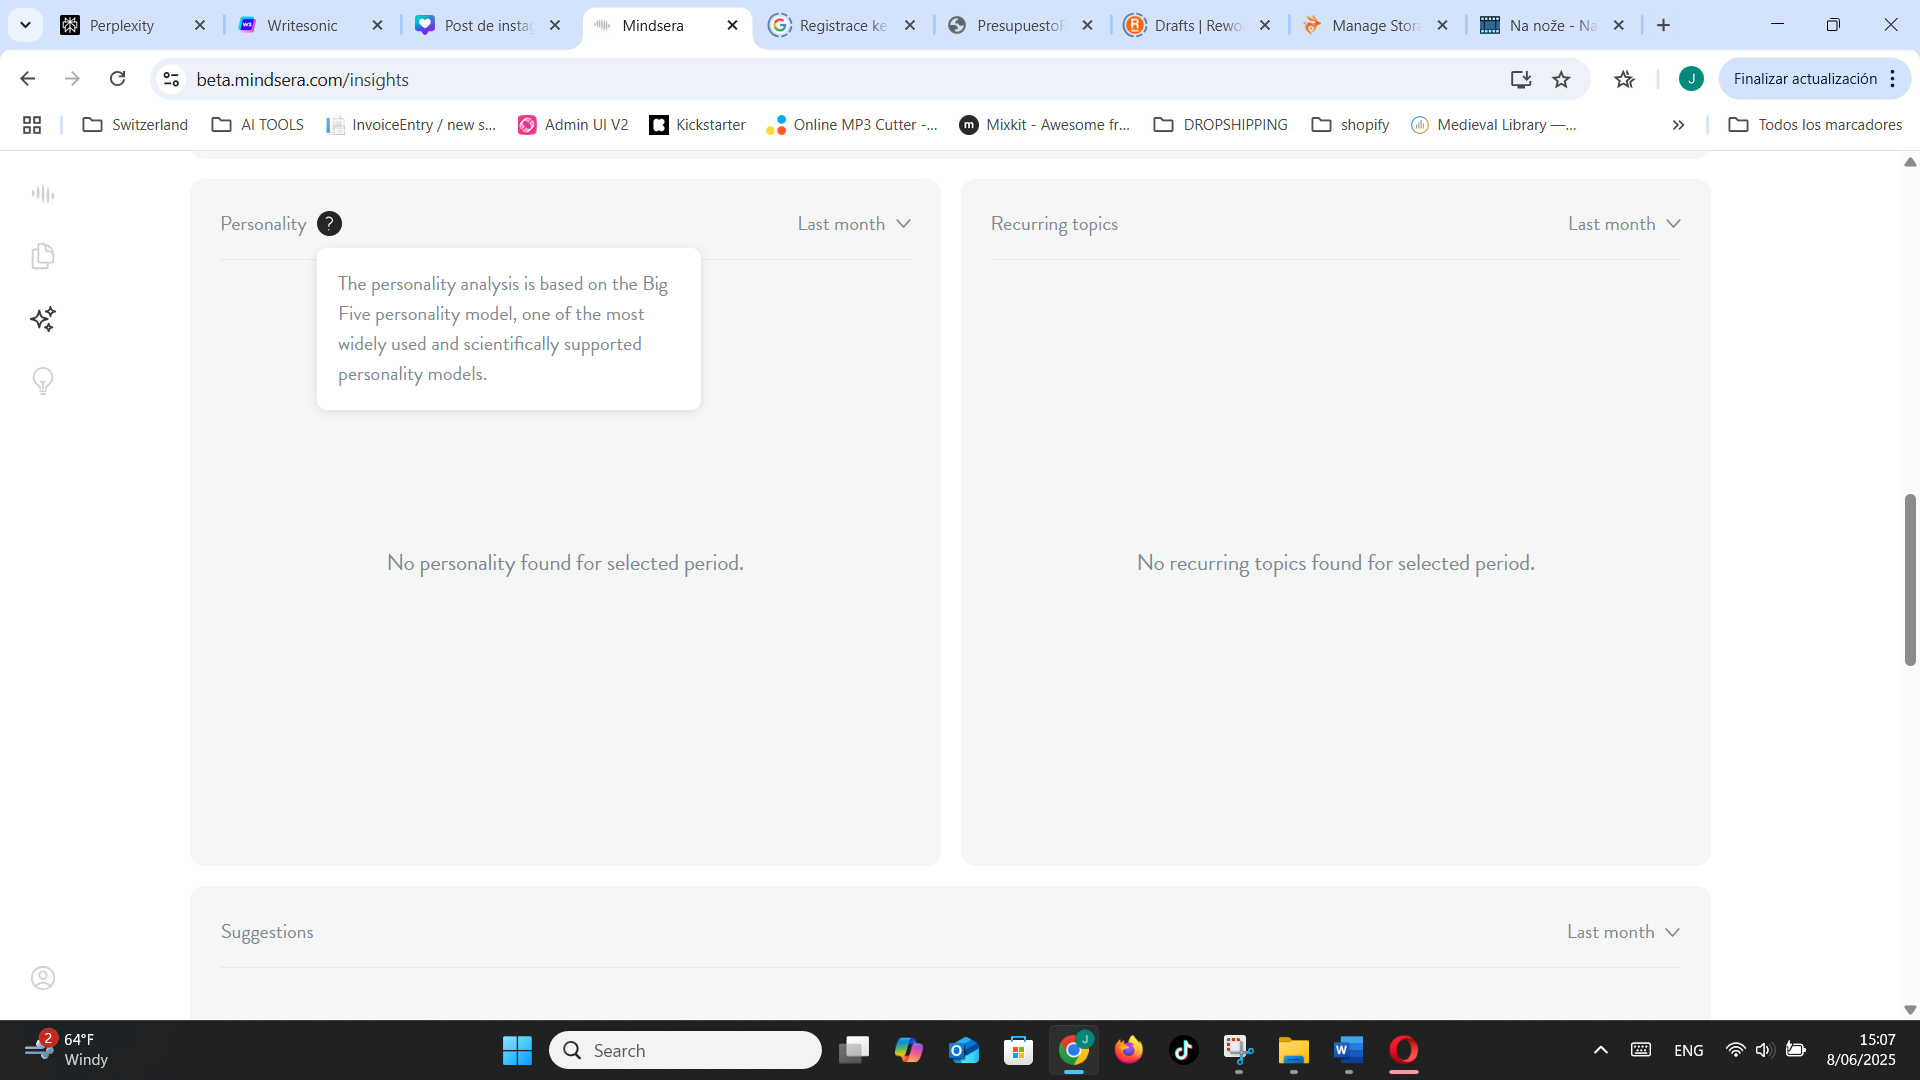 Perplexity
Writesonic
Post de insta
Mindsera
Registrace ke
Presupuesto
Drafts | Rewo
Manage Stor
Na nože - Na
beta.mindsera.com/insights
J
Finalizar actualización
Switzerland
AI TOOLS
InvoiceEntry / new s...
Admin UI V2
Kickstarter
Online MP3 Cutter -...
Mixkit - Awesome fr...
DROPSHIPPING
shopify
Medieval Library —...
»
Todos los marcadores
Personality ?
Last month
Recurring topics
Last month
The personality analysis is based on the Big
Five personality model, one of the most
widely used and scientifically supported
personality models.
No personality found for selected period.
No recurring topics found for selected period.
Suggestions
Last month
2
64°F
Windy
Search
J
ENG
15:07
8/06/2025